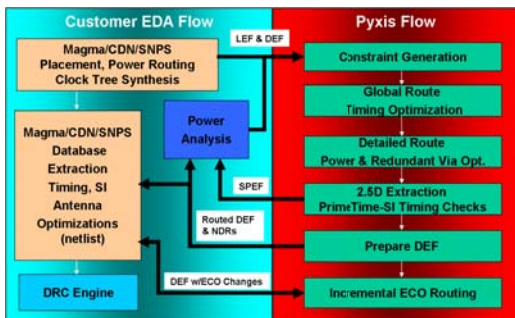 Customer EDA Flow
Magma/CDN/SNPS
Placement, Power Routing
Clock Tree Synthesis
Magma/CDN/SNPS
Database
Extraction
Timing, SI
Antenna
Optimizations
(netlist)
DRC Engine
Power
Analysis
LEF & DEF
SPEF
Routed DEF
& NDRs
DEF w/ECO Changes
Pyxis Flow
Constraint Generation
Global Route
Timing Optimization
Detailed Route
Power & Redundant Via Opt.
2.5D Extraction
PrimeTime-SI Timing Checks
Prepare DEF
Incremental ECO Routing